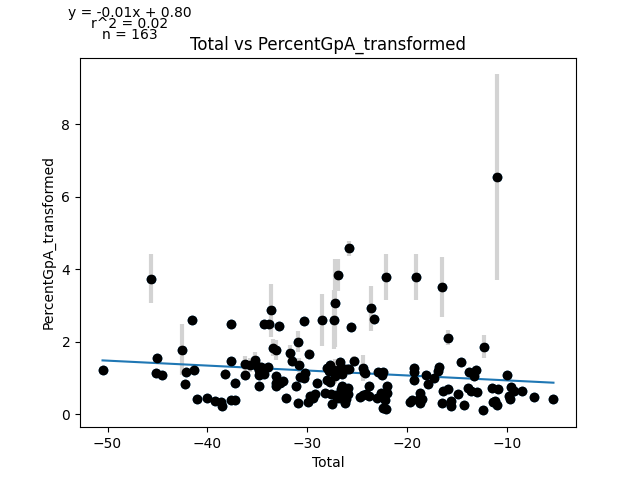 y = -0.01x + 0.80
r^2 = 0.02
n = 163
Total vs PercentGpA_transformed
8
6
4
2
0
PercentGpA_transformed
−50
−40
−30
−20
−10
Total